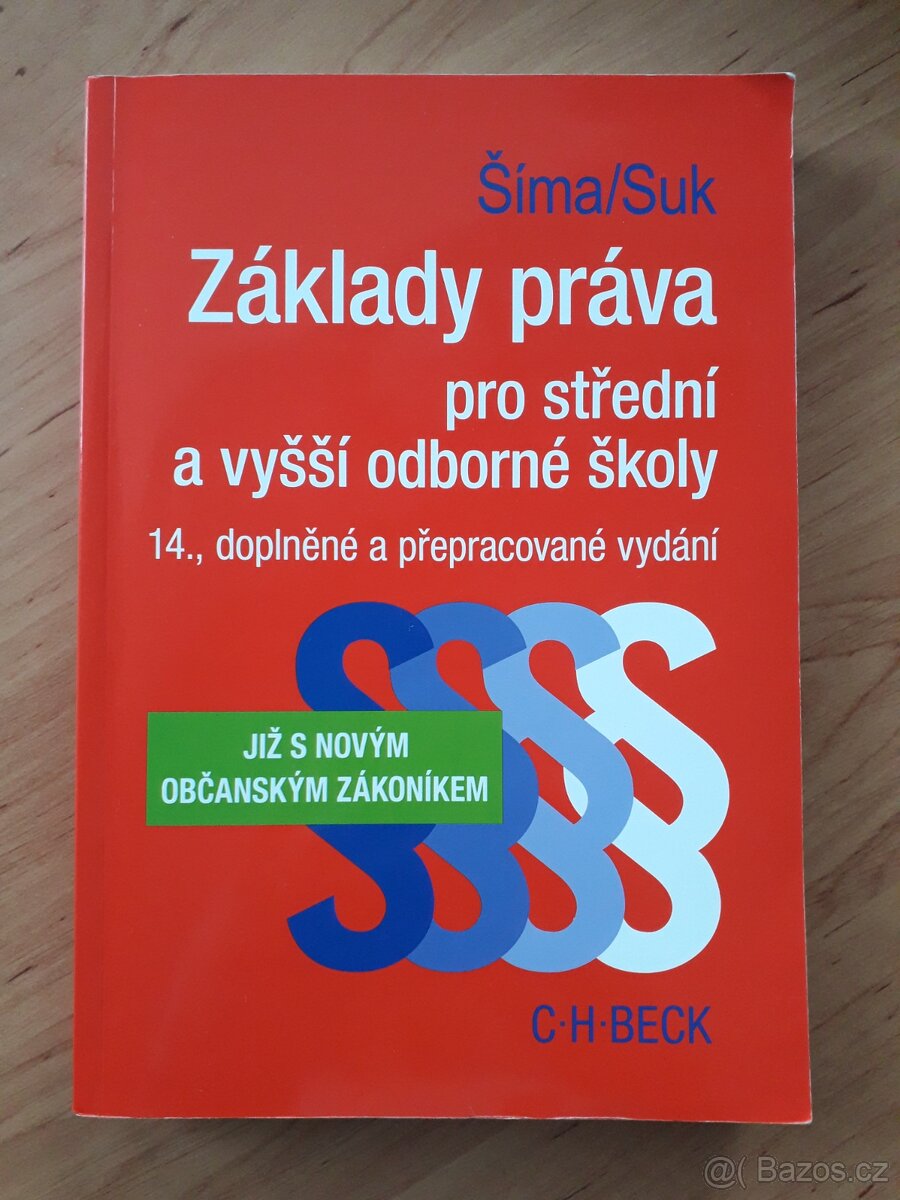 Šíma/Suk
Základy práva
pro střední
a vyšší odborné školy
14., doplněné a přepracované vydání
JIŽ S NOVÝM
OBČANSKÝM ZÁKONÍKEM
C·H·BECK
@( Bazos.cz